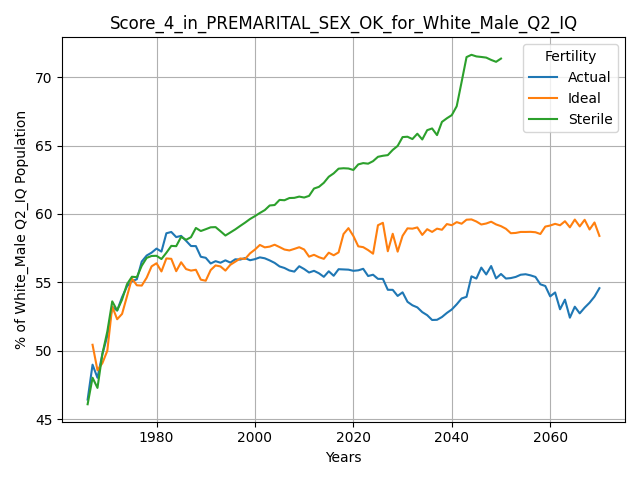 Score_4_in_PREMARITAL_SEX_OK_for_White_Male_Q2_IQ
Fertility
Actual
Ideal
Sterile
% of White_Male Q2_IQ Population
70
65
60
55
50
45
1980
2000
2020
2040
2060
Years